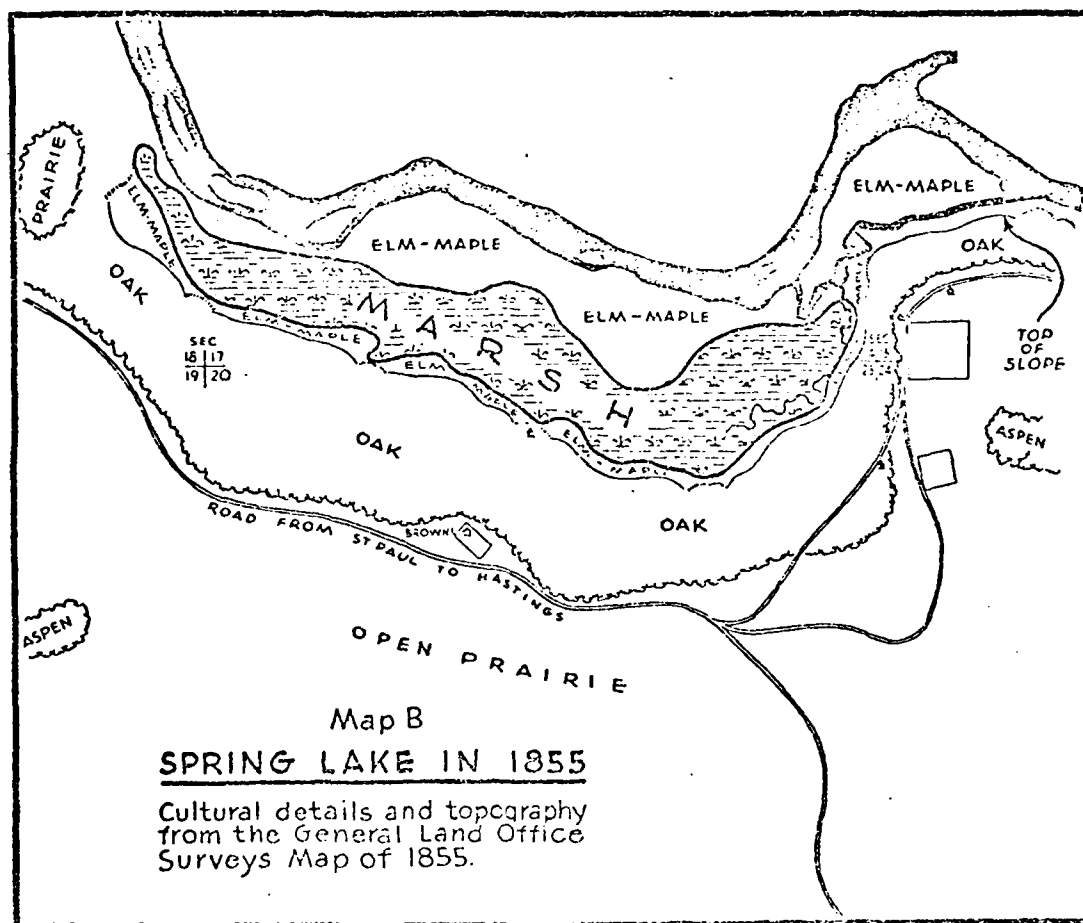 PRAIRIE
ELM-MAPLE
ELM-MAPLE
ELM-MAPLE
OAK
OAK
ELM-MAPLE
MARSH
TOP
OF
SLOPE
SEC
18|17
19|20
ELM-MAPLE
ELM MAPLE
ELM MAPLE
OAK
ASPEN
OAK
BROWN
ROAD FROM ST PAUL TO HASTINGS
ASPEN
OPEN PRAIRIE
Map B
SPRING LAKE IN 1855
Cultural details and topography
from the General Land Office
Surveys Map of 1855.